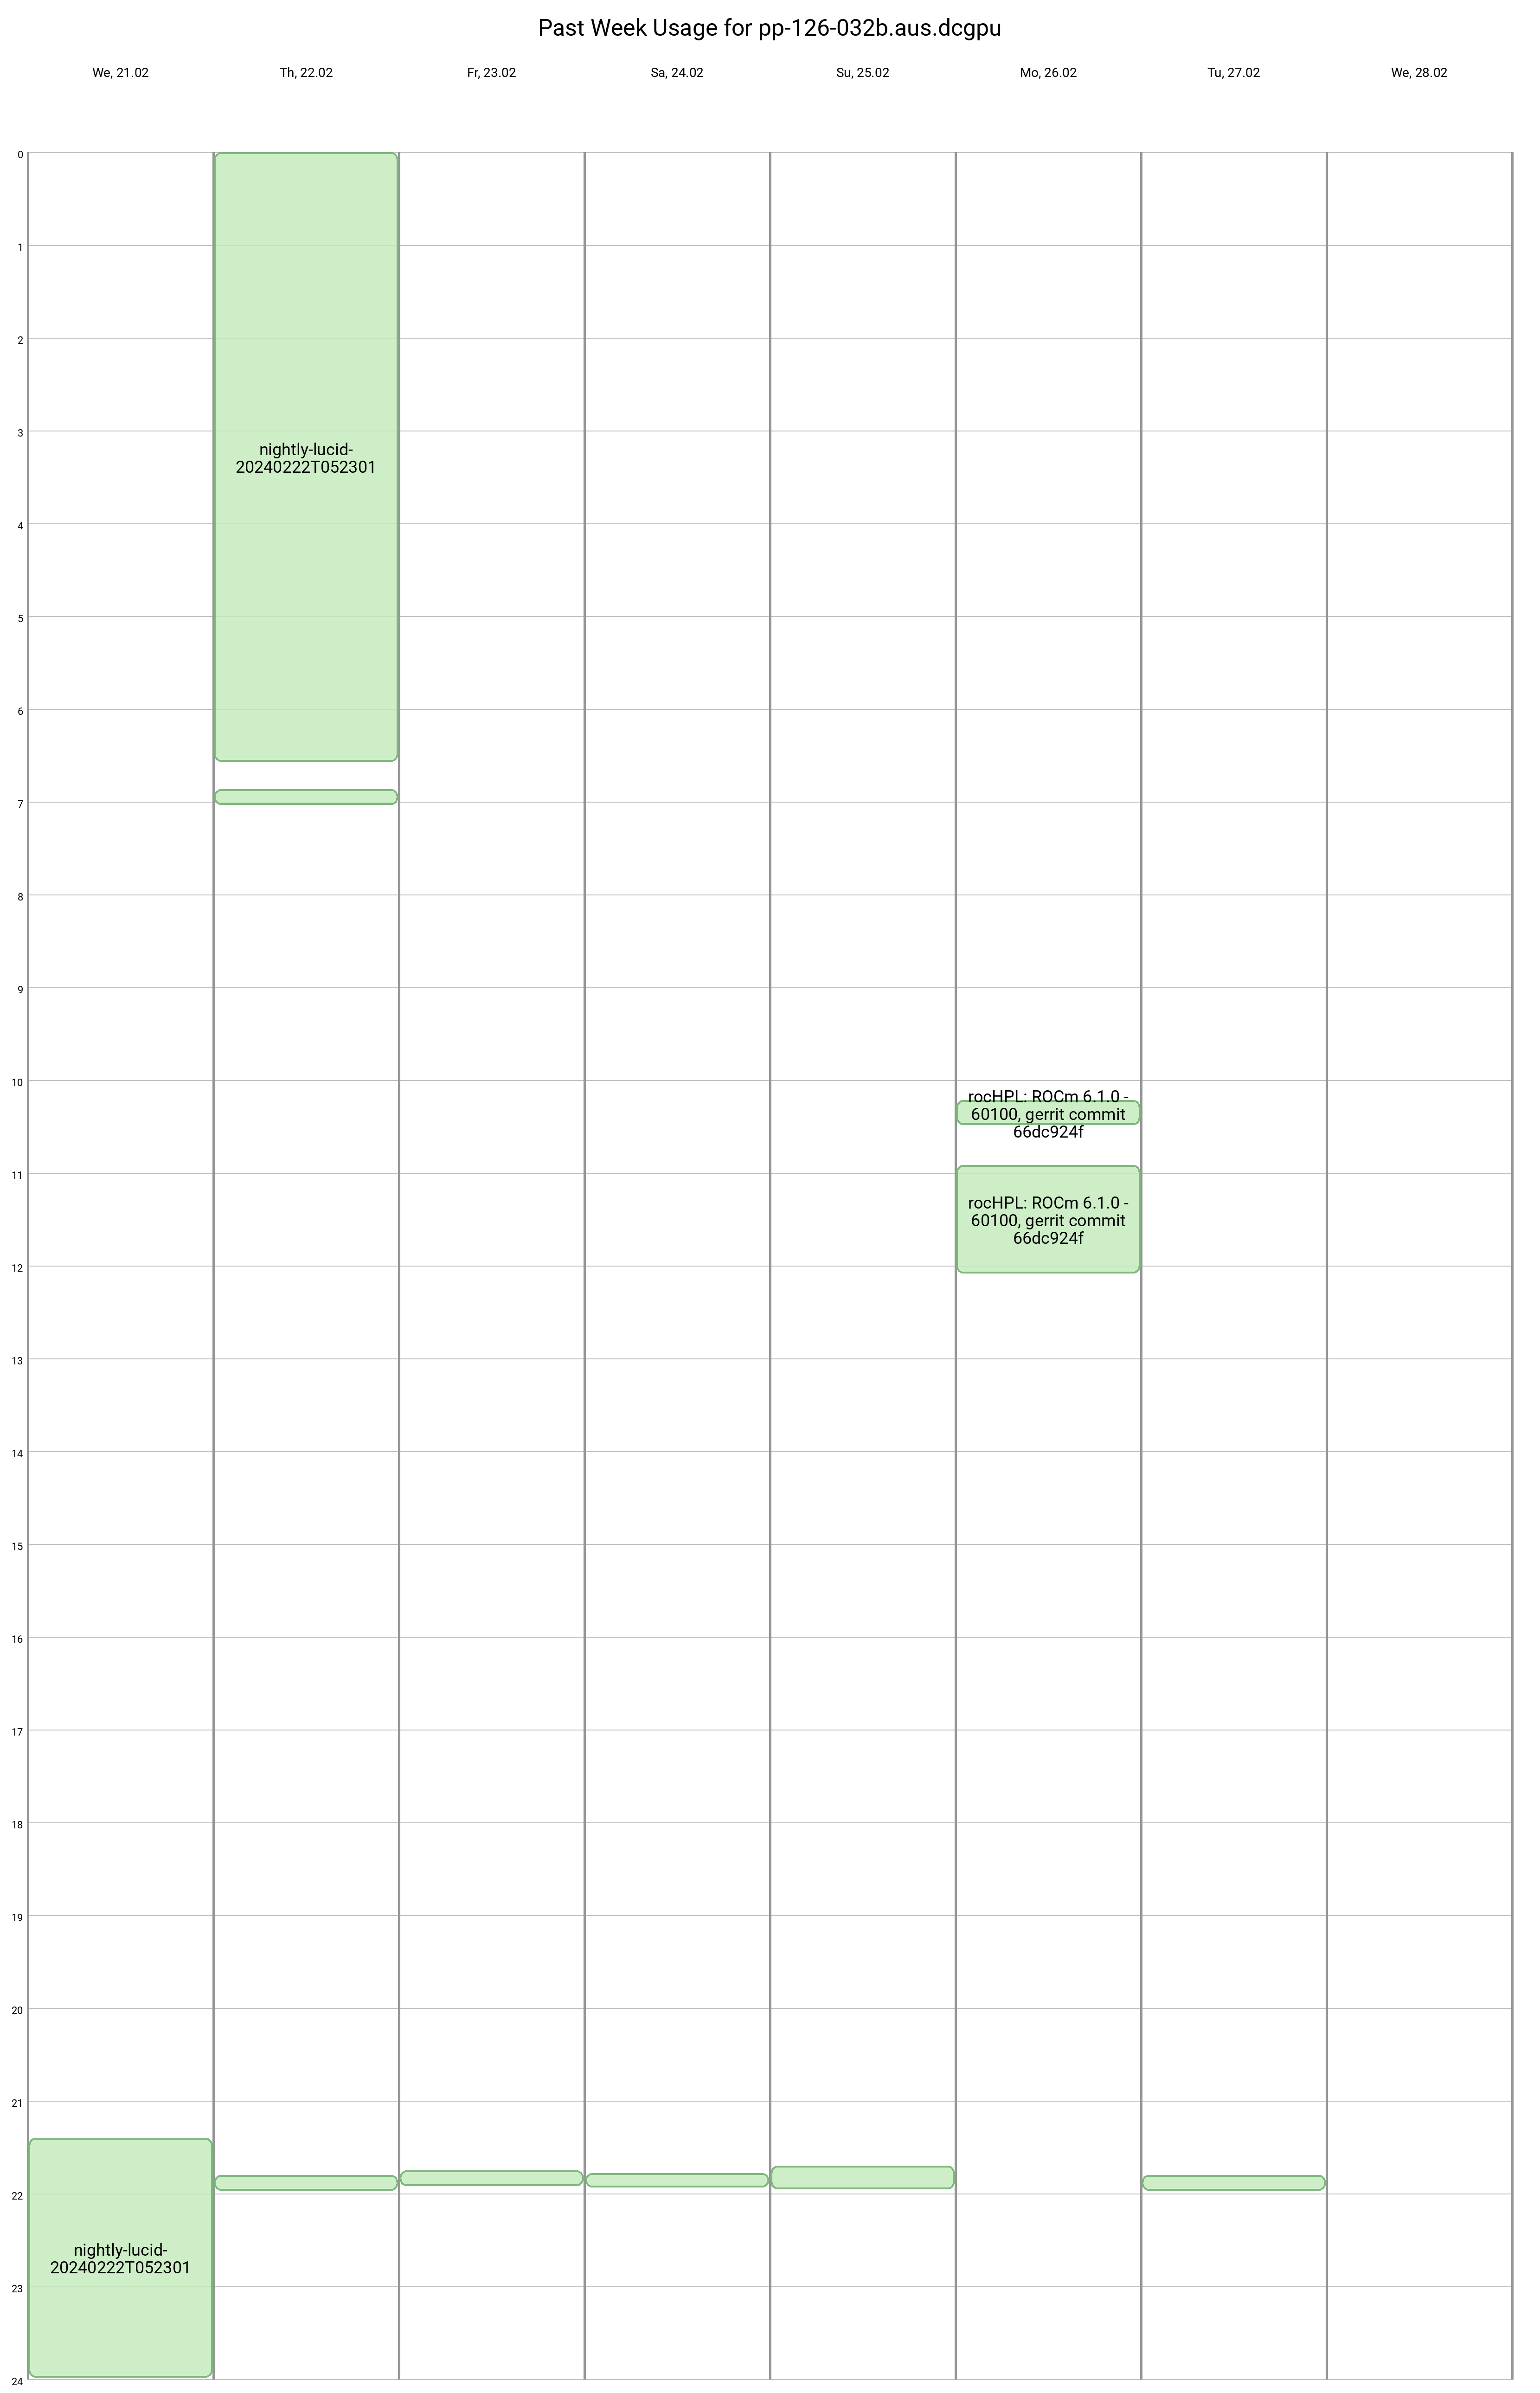 Past Week Usage for pp-126-032b.aus.dcgpu
We, 21.02
Th, 22.02
Fr, 23.02
Sa, 24.02
Su, 25.02
Mo, 26.02
Tu, 27.02
We, 28.02
0
1
2
3
nightly-lucid-
20240222T052301
4
5
6
7
8
9
10
rocHPL: ROCm 6.1.0 -
60100, gerrit commit
66dc924f
11
rocHPL: ROCm 6.1.0 -
60100, gerrit commit
66dc924f
12
13
14
15
16
17
18
19
20
21
22
nightly-lucid-
20240222T052301
23
24